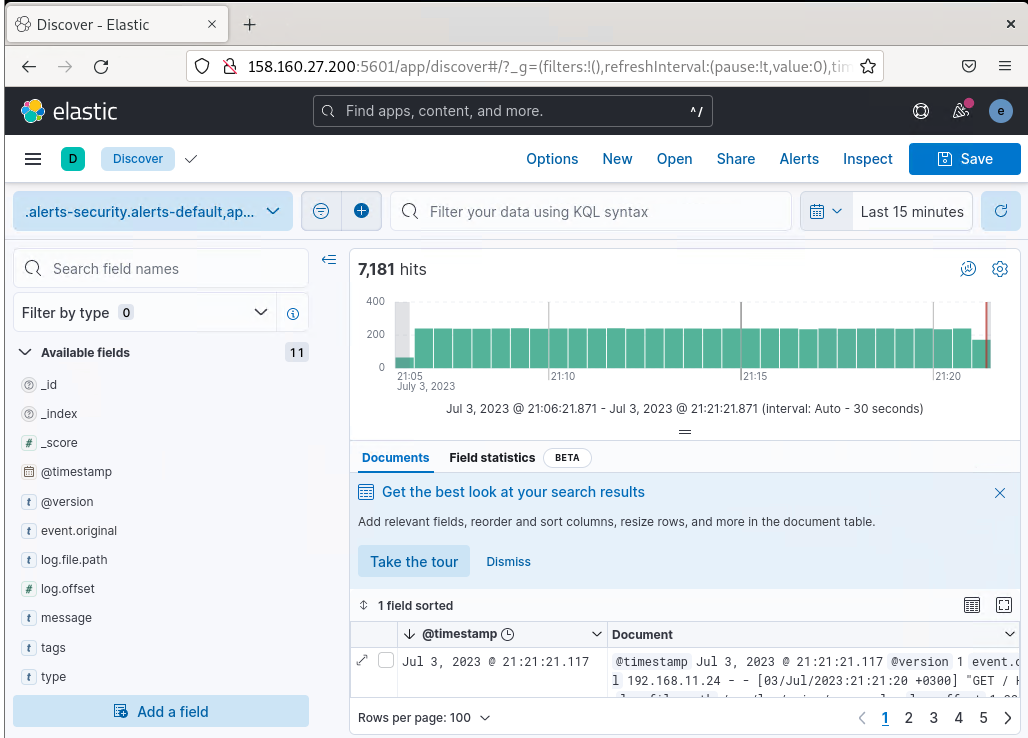 Discover - Elastic
158.160.27.200:5601/app/discover#/?_g=(filters:!(),refreshInterval:(pause:!t,value:0),tim
elastic
Find apps, content, and more.
^/
e
D
Discover
Options
New
Open
Share
Alerts
Inspect
Save
.alerts-security.alerts-default,ap...
Filter your data using KQL syntax
Last 15 minutes
Search field names
Filter by type 0
Available fields 11
_id
_index
# _score
@timestamp
t @version
t event.original
t log.file.path
# log.offset
t message
t tags
t type
Add a field
7,181 hits
400
200
0
21:05
July 3, 2023
21:10
21:15
21:20
Jul 3, 2023 @ 21:06:21.871 - Jul 3, 2023 @ 21:21:21.871 (interval: Auto - 30 seconds)
Documents
Field statistics
BETA
Get the best look at your search results
Add relevant fields, reorder and sort columns, resize rows, and more in the document table.
Take the tour
Dismiss
1 field sorted
@timestamp
Document
Jul 3, 2023 @ 21:21:21.117
@timestamp Jul 3, 2023 @ 21:21:21.117 @version 1 event.o
l 192.168.11.24 - - [03/Jul/2023:21:21:20 +0300] "GET / H
Rows per page: 100
1 2 3 4 5